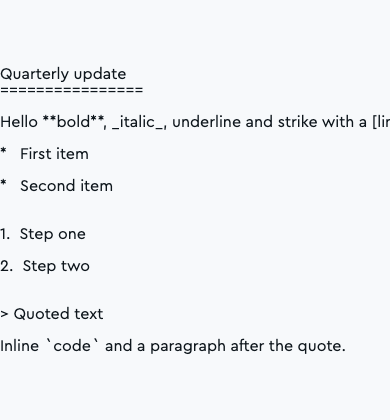 Quarterly update
================
Hello **bold**, _italic_, underline and strike with a
*   First item
*   Second item
1.  Step one
2.  Step two
> Quoted text
Inline `code` and a paragraph after the quote.